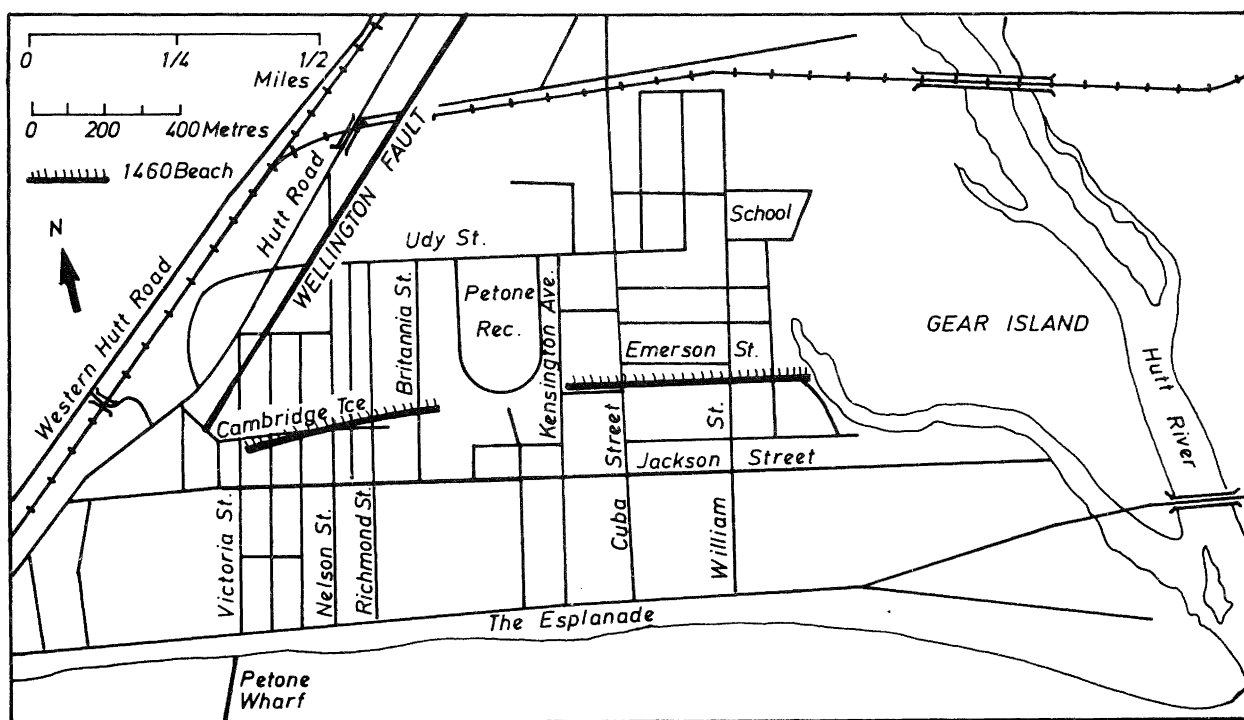 0 1/4 1/2
Miles
0 200 400 Metres
1460 Beach
N
Western Hutt Road
Hutt Road
WELLINGTON FAULT
Udy St.
School
Petone
Rec.
Britannia St.
Kensington Ave.
GEAR ISLAND
Emerson St.
Cambridge Tce
Hutt River
Jackson Street
Victoria St.
Nelson St.
Richmond St.
Cuba Street
William St.
The Esplanade
Petone
Wharf